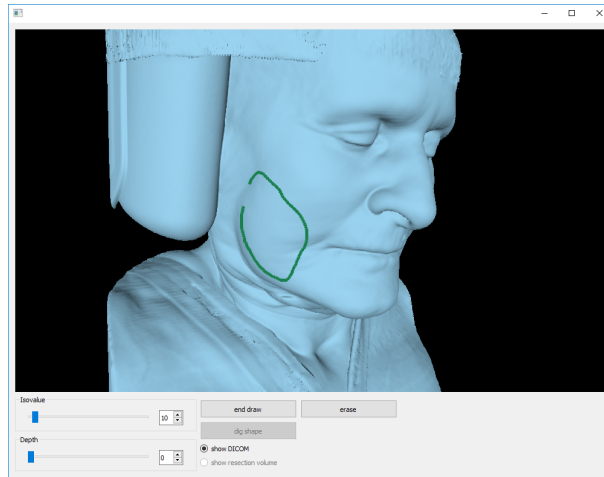 Isovalue
10
end draw
erase
dig shape
Depth
0
show DICOM
show resection volume